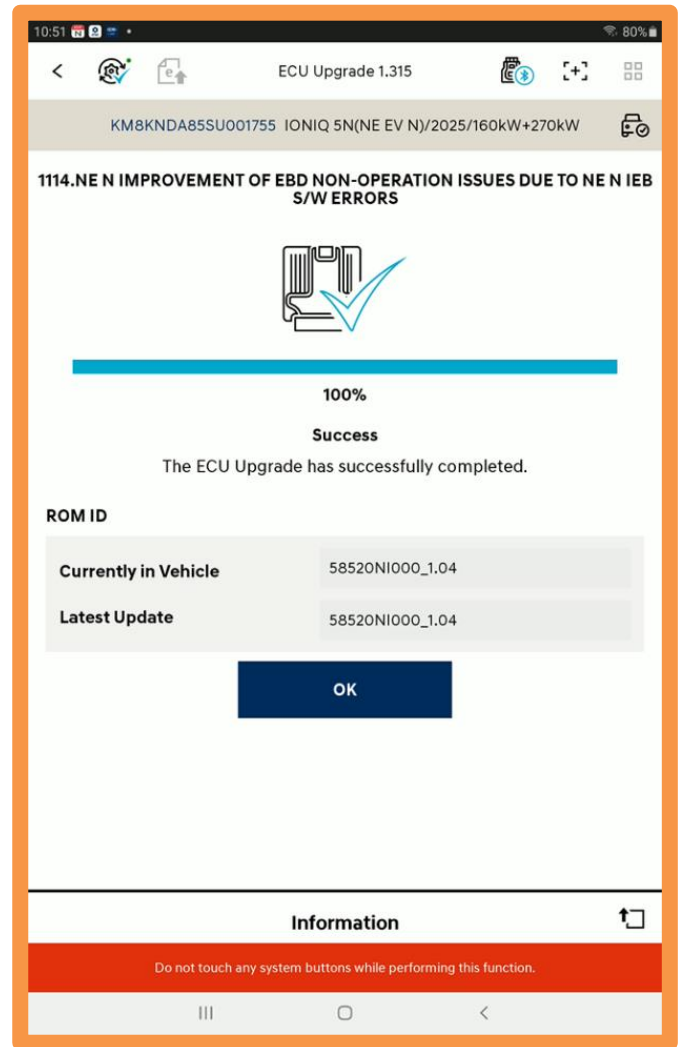 10:51 80%
ECU Upgrade 1.315
KM8KNDA85SU001755 IONIQ 5N(NE EV N)/2025/160kW+270kW
1114.NE N IMPROVEMENT OF EBD NON-OPERATION ISSUES DUE TO NE N IEB
S/W ERRORS
100%
Success
The ECU Upgrade has successfully completed.
ROM ID
Currently in Vehicle 58520NI000_1.04
Latest Update 58520NI000_1.04
OK
Information
Do not touch any system buttons while performing this function.